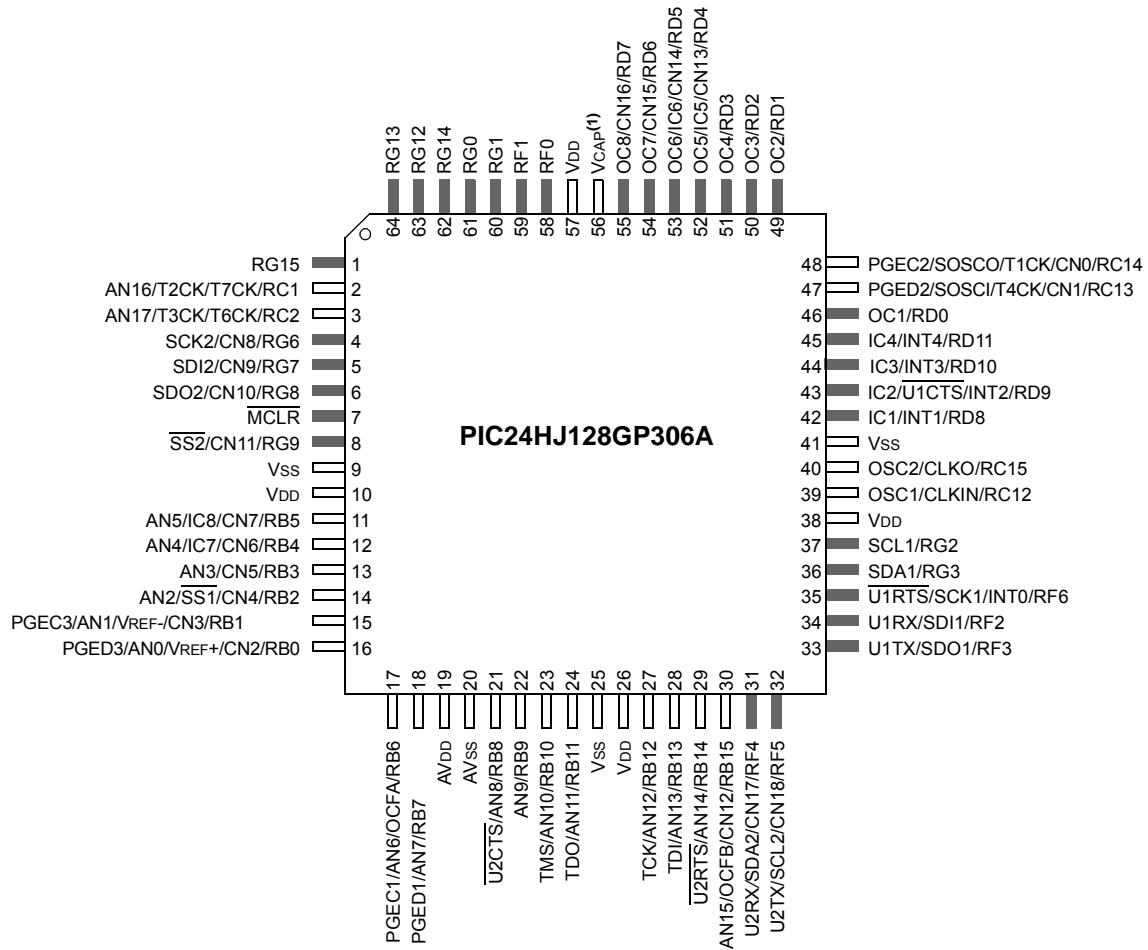 RG13
RG12
RG14
RG0
RG1
RF1
RF0
VDD
VCAP(1)
OC8/CN16/RD7
OC7/CN15/RD6
OC6/IC6/CN14/RD5
OC5/IC5/CN13/RD4
OC4/RD3
OC3/RD2
OC2/RD1
64
63
62
61
60
59
58
57
56
55
54
53
52
51
50
49
RG15 1
AN16/T2CK/T7CK/RC1 2
AN17/T3CK/T6CK/RC2 3
SCK2/CN8/RG6 4
SDI2/CN9/RG7 5
SDO2/CN10/RG8 6
MCLR 7
SS2/CN11/RG9 8
VSS 9
VDD 10
AN5/IC8/CN7/RB5 11
AN4/IC7/CN6/RB4 12
AN3/CN5/RB3 13
AN2/SS1/CN4/RB2 14
PGEC3/AN1/VREF-/CN3/RB1 15
PGED3/AN0/VREF+/CN2/RB0 16
PIC24HJ128GP306A
48 PGEC2/SOSCO/T1CK/CN0/RC14
47 PGED2/SOSCI/T4CK/CN1/RC13
46 OC1/RD0
45 IC4/INT4/RD11
44 IC3/INT3/RD10
43 IC2/U1CTS/INT2/RD9
42 IC1/INT1/RD8
41 VSS
40 OSC2/CLKO/RC15
39 OSC1/CLKIN/RC12
38 VDD
37 SCL1/RG2
36 SDA1/RG3
35 U1RTS/SCK1/INT0/RF6
34 U1RX/SDI1/RF2
33 U1TX/SDO1/RF3
17
18
19
20
21
22
23
24
25
26
27
28
29
30
31
32
PGEC1/AN6/OCFA/RB6
PGED1/AN7/RB7
AVDD
AVSS
U2CTS/AN8/RB8
AN9/RB9
TMS/AN10/RB10
TDO/AN11/RB11
VSS
VDD
TCK/AN12/RB12
TDI/AN13/RB13
U2RTS/AN14/RB14
AN15/OCFB/CN12/RB15
U2RX/SDA2/CN17/RF4
U2TX/SCL2/CN18/RF5